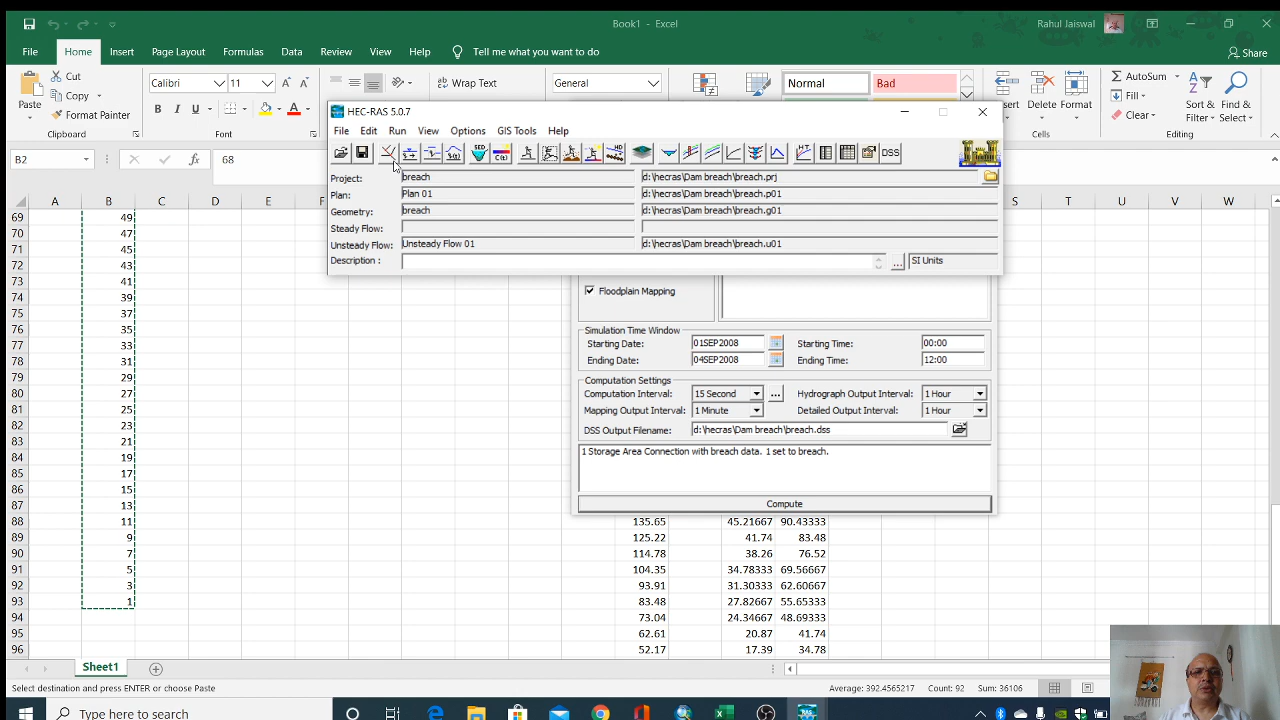 Book1 - Excel
Rahul Jaiswal
File Home Insert Page Layout Formulas Data Review View Help Tell me what you want to do
Share
Paste
Cut
Copy
Format Painter
Clipboard
Calibri 11
B I U
Font
Wrap Text
General
Normal Bad
AutoSum
Fill
Clear
Sort & Find &
Filter Select
Editing
B2 68
HEC-RAS 5.0.7
File Edit Run View Options GIS Tools Help
DSS
Project: breach d:\hecras\Dam breach\breach.prj
Plan: Plan 01 d:\hecras\Dam breach\breach.p01
Geometry: breach d:\hecras\Dam breach\breach.g01
Steady Flow:
Unsteady Flow: Unsteady Flow 01 d:\hecras\Dam breach\breach.u01
Description : ... SI Units
Floodplain Mapping
Simulation Time Window
Starting Date: 01SEP2008 Starting Time: 00:00
Ending Date: 04SEP2008 Ending Time: 12:00
Computation Settings
Computation Interval: 15 Second ... Hydrograph Output Interval: 1 Hour
Mapping Output Interval: 1 Minute Detailed Output Interval: 1 Hour
DSS Output Filename: d:\hecras\Dam breach\breach.dss
1 Storage Area Connection with breach data. 1 set to breach.
Compute
A B C D E F S T U V W
69 49
70 47
71 45
72 43
73 41
74 39
75 37
76 35
77 33
78 31
79 29
80 27
81 25
82 23
83 21
84 19
85 17
86 15
87 13
88 11 135.65 45.21667 90.43333
89 9 125.22 41.74 83.48
90 7 114.78 38.26 76.52
91 5 104.35 34.78333 69.56667
92 3 93.91 31.30333 62.60667
93 1 83.48 27.82667 55.65333
94 73.04 24.34667 48.69333
95 62.61 20.87 41.74
96 52.17 17.39 34.78
Sheet1
Select destination and press ENTER or choose Paste
Average: 392.4565217 Count: 92 Sum: 36106 100%
Type here to search